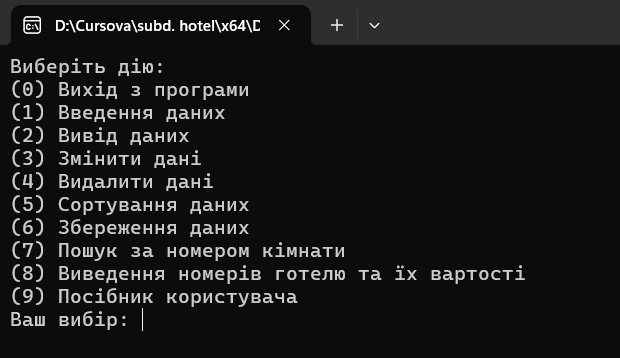 D:\Cursova\subd. hotel\x64\D
Виберіть дію:
(0) Вихід з програми
(1) Введення даних
(2) Вивід даних
(3) Змінити дані
(4) Видалити дані
(5) Сортування даних
(6) Збереження даних
(7) Пошук за номером кімнати
(8) Виведення номерів готелю та їх вартості
(9) Посібник користувача
Ваш вибір: